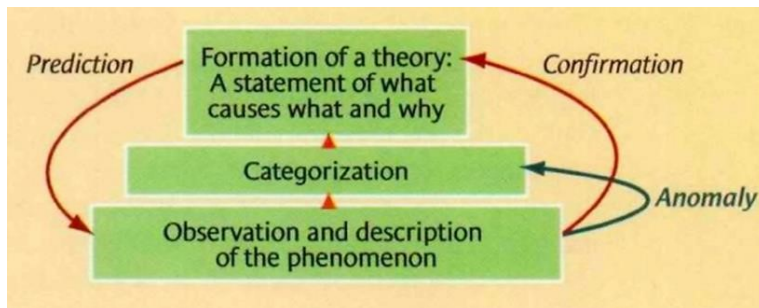 Prediction
Formation of a theory:
A statement of what
causes what and why
Confirmation
Categorization
Anomaly
Observation and description
of the phenomenon